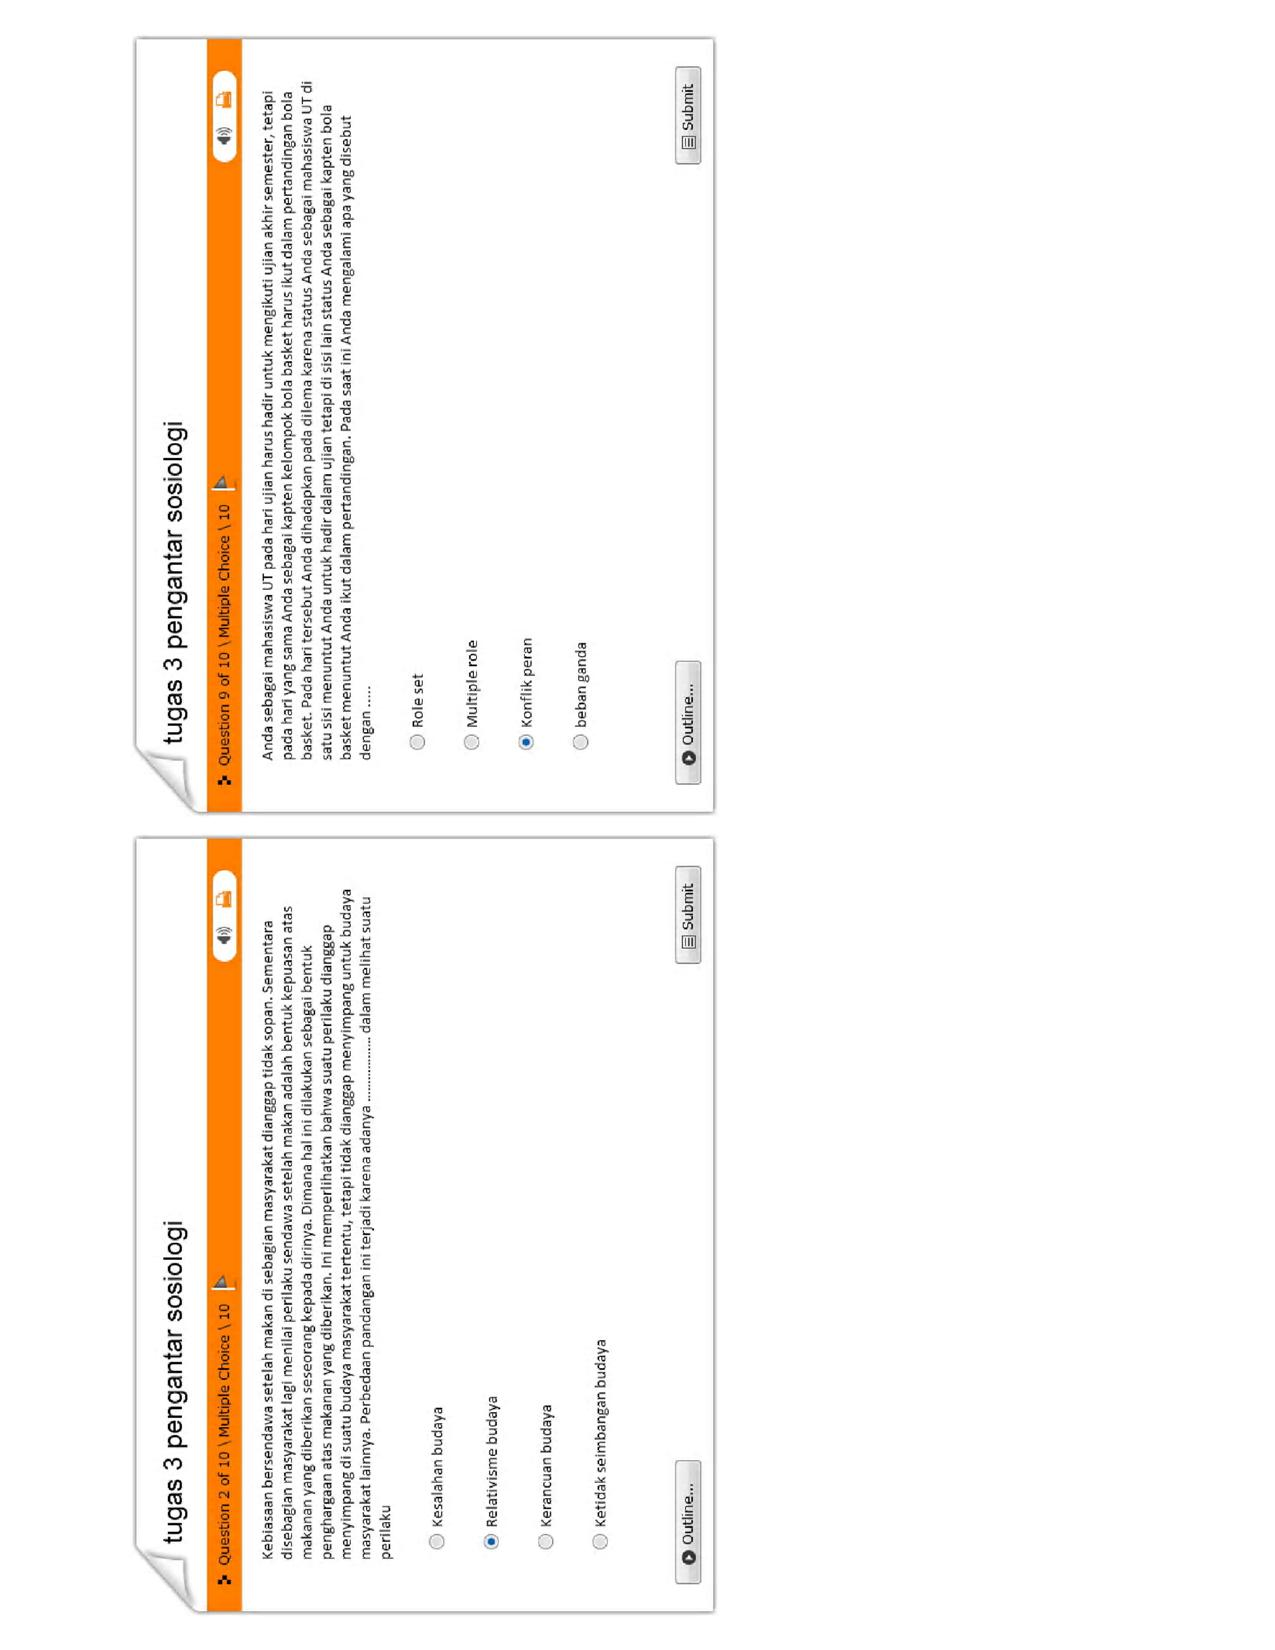 tugas 3 pengantar sosiologi
Question 2 of 10 \ Multiple Choice \ 10
Kebiasaan bersendawa setelah makan di sebagian masyarakat dianggap tidak sopan. Sementara
disebagian masyarakat lagi menilai perilaku sendawa setelah makan adalah bentuk kepuasan atas
makanan yang diberikan seseorang kepada dirinya. Dimana hal ini dilakukan sebagai bentuk
penghargaan atas makanan yang diberikan. Ini memperlihatkan bahwa suatu perilaku dianggap
menyimpang di suatu budaya masyarakat tertentu, tetapi tidak dianggap menyimpang untuk budaya
masyarakat lainnya. Perbedaan pandangan ini terjadi karena adanya .................. dalam melihat suatu
perilaku
Kesalahan budaya
Relativisme budaya
Kerancuan budaya
Ketidak seimbangan budaya
Outline...
Submit
tugas 3 pengantar sosiologi
Question 9 of 10 \ Multiple Choice \ 10
Anda sebagai mahasiswa UT pada hari ujian harus hadir untuk mengikuti ujian akhir semester, tetapi
pada hari yang sama Anda sebagai kapten kelompok bola basket harus ikut dalam pertandingan bola
basket. Pada hari tersebut Anda dihadapkan pada dilema karena status Anda sebagai mahasiswa UT di
satu sisi menuntut Anda untuk hadir dalam ujian tetapi di sisi lain status Anda sebagai kapten bola
basket menuntut Anda ikut dalam pertandingan. Pada saat ini Anda mengalami apa yang disebut
dengan .....
Role set
Multiple role
Konflik peran
beban ganda
Outline...
Submit